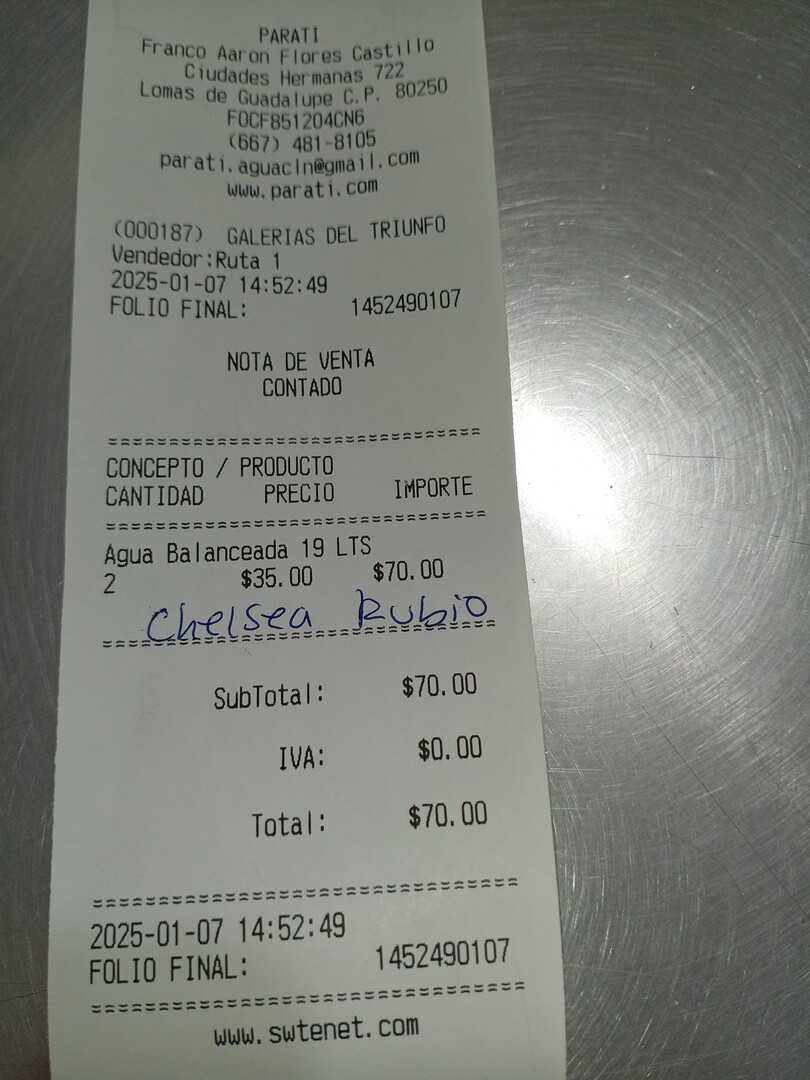 PARATI
Franco Aaron Flores Castillo
Ciudades Hermanas 722
Lomas de Guadalupe C.P. 80250
FOCF851204CN6
(667) 481-8105
parati.aguacln@gmail.com
www.parati.com
(000187) GALERIAS DEL TRIUNFO
Vendedor:Ruta 1
2025-01-07 14:52:49
FOLIO FINAL: 1452490107
NOTA DE VENTA
CONTADO
================================
CONCEPTO / PRODUCTO
CANTIDAD PRECIO IMPORTE
================================
Agua Balanceada 19 LTS
2 $35.00 $70.00
Chelsea Rubio
================================
SubTotal: $70.00
IVA: $0.00
Total: $70.00
================================
2025-01-07 14:52:49
FOLIO FINAL: 1452490107
================================
www.swtenet.com